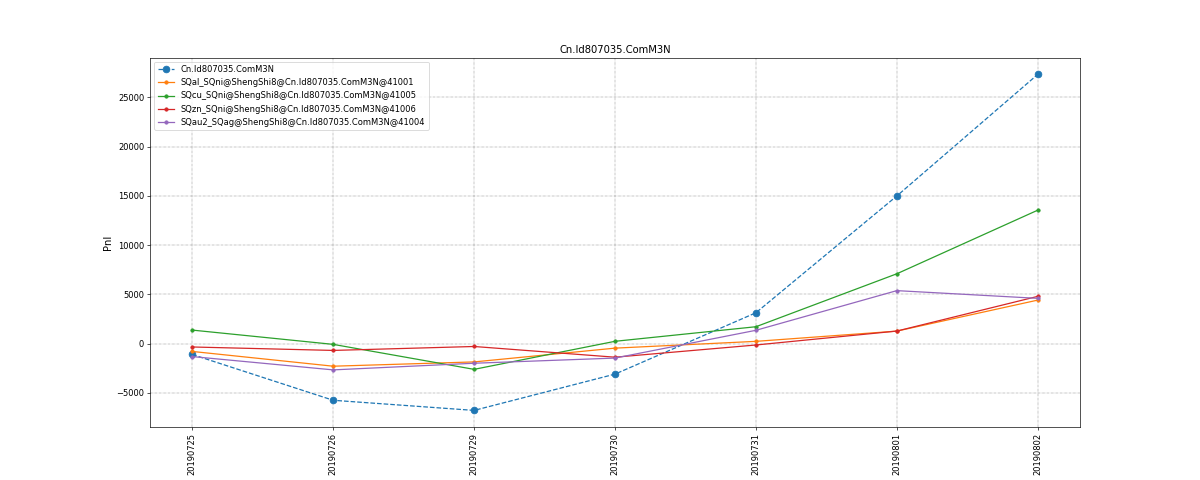 Cn.Id807035.ComM3N
Cn.Id807035.ComM3N
SQal_SQni@ShengShi8@Cn.Id807035.ComM3N@41001
SQcu_SQni@ShengShi8@Cn.Id807035.ComM3N@41005
SQzn_SQni@ShengShi8@Cn.Id807035.ComM3N@41006
SQau2_SQag@ShengShi8@Cn.Id807035.ComM3N@41004
PnI
25000
20000
15000
10000
5000
0
−5000
20190725
20190726
20190729
20190730
20190731
20190801
20190802